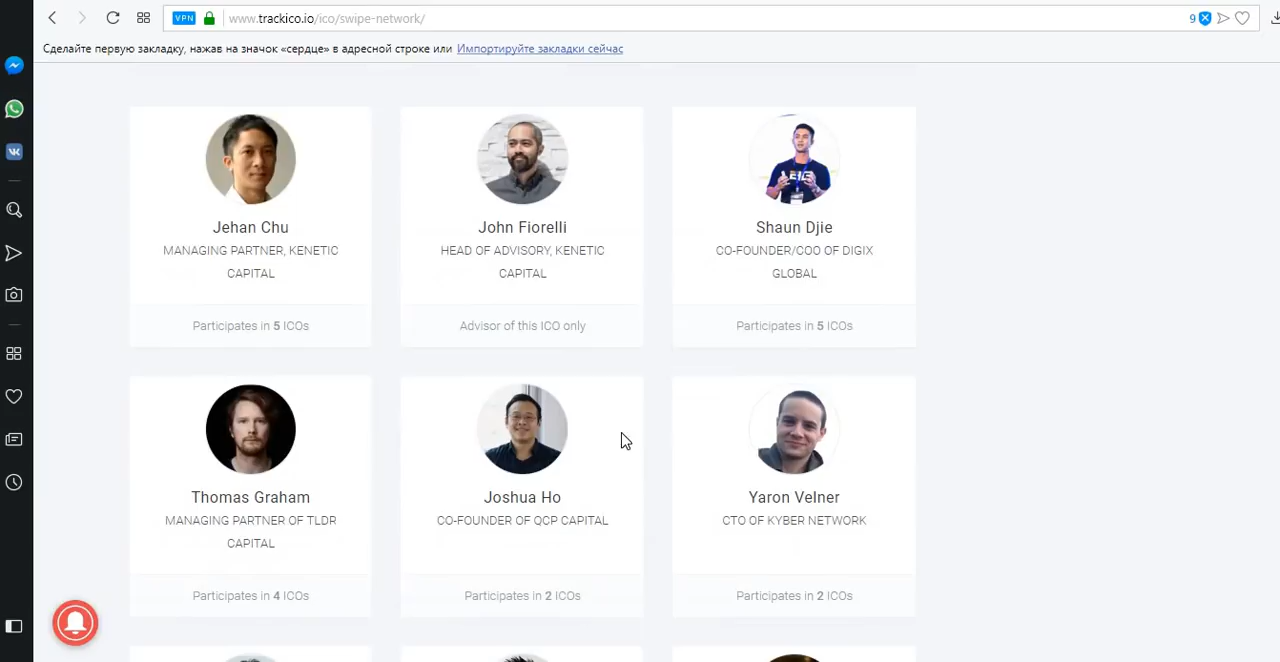 VPN www.trackico.io/ico/swipe-network/ 9
Сделайте первую закладку, нажав на значок «сердце» в адресной строке или Импортируйте закладки сейчас
Jehan Chu
MANAGING PARTNER, KENETIC
CAPITAL
Participates in 5 ICOs
John Fiorelli
HEAD OF ADVISORY, KENETIC
CAPITAL
Advisor of this ICO only
Shaun Djie
CO-FOUNDER/COO OF DIGIX
GLOBAL
Participates in 5 ICOs
Thomas Graham
MANAGING PARTNER OF TLDR
CAPITAL
Participates in 4 ICOs
Joshua Ho
CO-FOUNDER OF QCP CAPITAL
Participates in 2 ICOs
Yaron Velner
CTO OF KYBER NETWORK
Participates in 2 ICOs